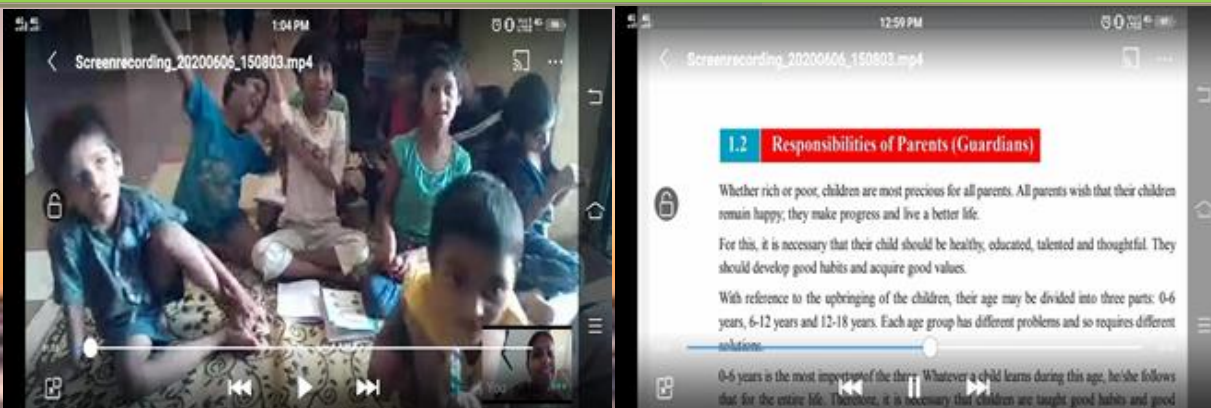 1:04 PM
Screenrecording_20200606_150803.mp4
You
12:59 PM
Screenrecording_20200606_150803.mp4
1.2 Responsibilities of Parents (Guardians)
Whether rich or poor, children are most precious for all parents. All parents wish that their children
remain happy; they make progress and live a better life.
For this, it is necessary that their child should be healthy, educated, talented and thoughtful. They
should develop good habits and acquire good values.
With reference to the upbringing of the children, their age may be divided into three parts: 0-6
years, 6-12 years and 12-18 years. Each age group has different problems and so requires different
solutions.
0-6 years is the most important of the three. Whatever a child learns during this age, he/she follows
that for the entire life. Therefore, it is necessary that children are taught good habits and good